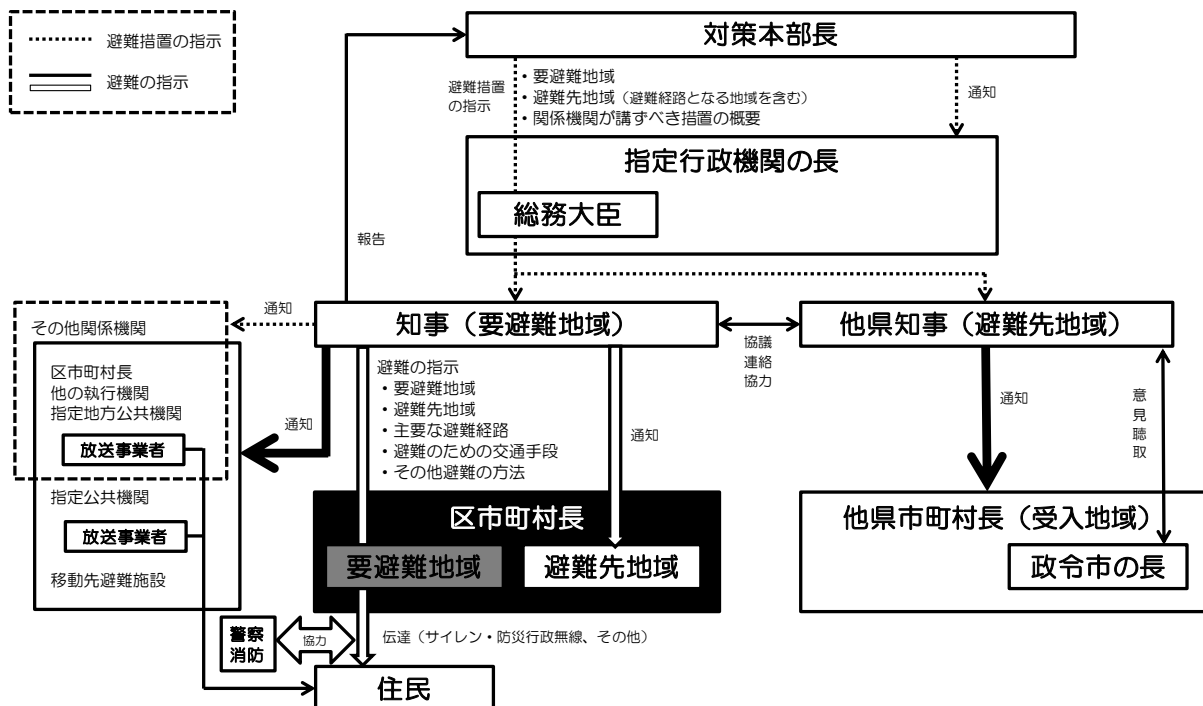 避難措置の指示
避難の指示
対策本部長
避難措置
の指示
・要避難地域
・避難先地域（避難経路となる地域を含む）
・関係機関が講ずべき措置の概要
通知
指定行政機関の長
総務大臣
報告
知事（要避難地域）
協議
連絡
協力
他県知事（避難先地域）
通知
その他関係機関
区市町村長
他の執行機関
指定地方公共機関
放送事業者
指定公共機関
放送事業者
移動先避難施設
通知
避難の指示
・要避難地域
・避難先地域
・主要な避難経路
・避難のための交通手段
・その他避難の方法
通知
通知
意見聴取
区市町村長
要避難地域
避難先地域
他県市町村長（受入地域）
政令市の長
警察
消防
協力
伝達（サイレン・防災行政無線、その他）
住民